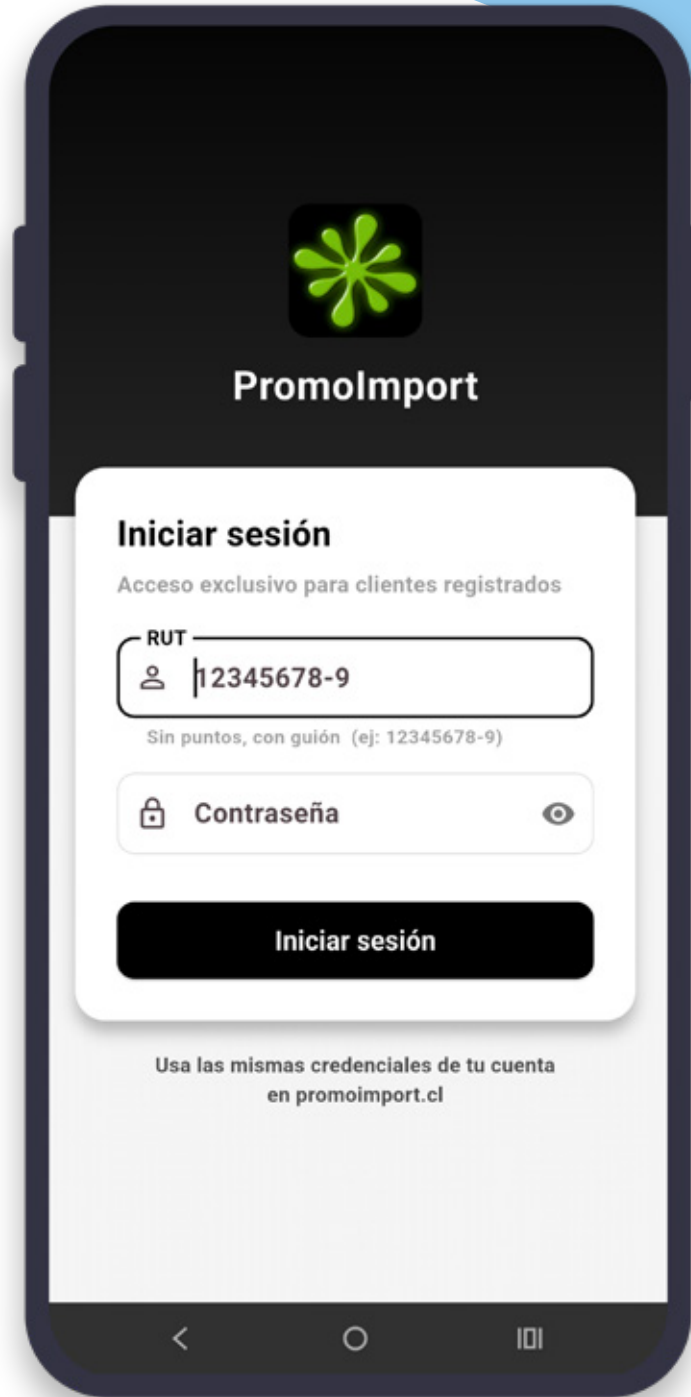 PromoImport
Iniciar sesión
Acceso exclusivo para clientes registrados
RUT
12345678-9
Sin puntos, con guión (ej: 12345678-9)
Contraseña
Iniciar sesión
Usa las mismas credenciales de tu cuenta
en promoimport.cl